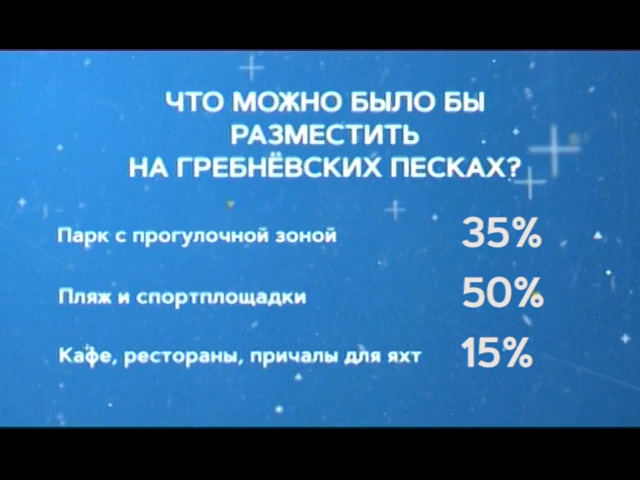 ЧТО МОЖНО БЫЛО БЫ
РАЗМЕСТИТЬ
НА ГРЕБНЁВСКИХ ПЕСКАХ?
Парк с прогулочной зоной 35%
Пляж и спортплощадки 50%
Кафе, рестораны, причалы для яхт 15%